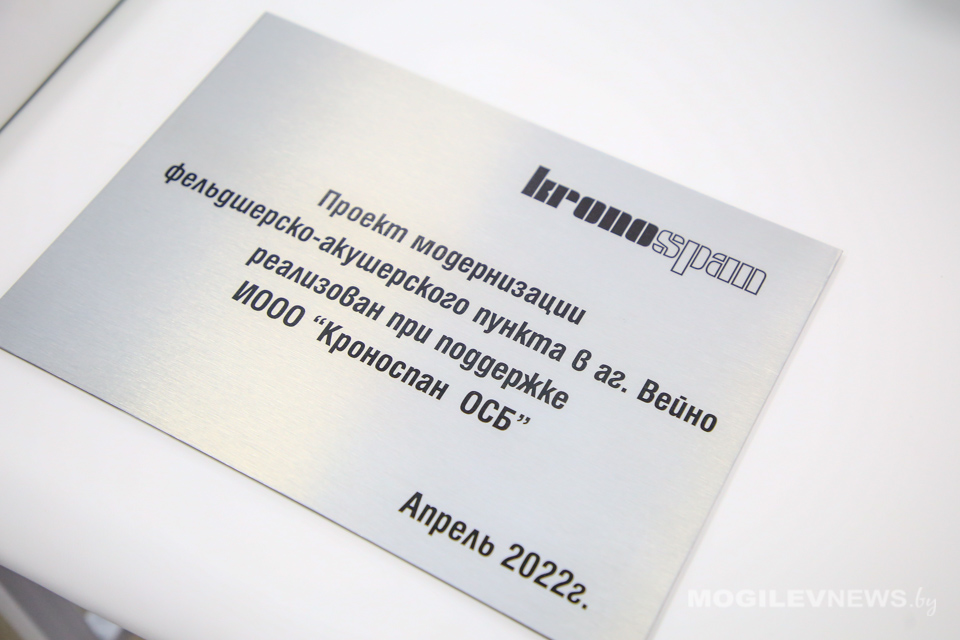 kronospan
Проект модернизации
фельдшерско-акушерского пункта в аг. Вейно
реализован при поддержке
ИООО “Кроноспан ОСБ”
Апрель 2022г.
MOGILEVNEWS.by